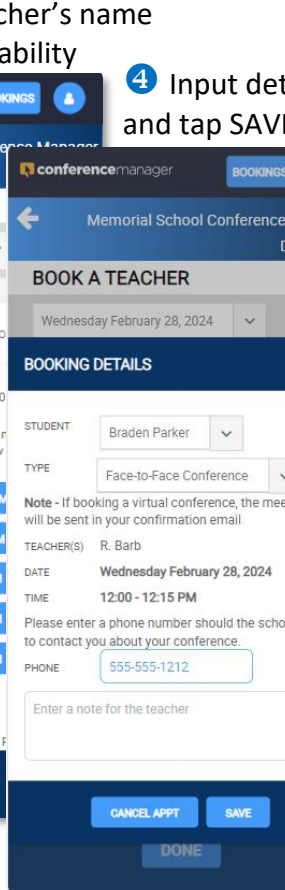 cher's name
ability
4 Input det
and tap SAVE
KINGS
ence Manager
conferencemanager
BOOKINGS
Memorial School Conference
D
BOOK A TEACHER
Wednesday February 28, 2024
BOOKING DETAILS
STUDENT
Braden Parker
TYPE
Face-to-Face Conference
Note - If booking a virtual conference, the mee
will be sent in your confirmation email
TEACHER(S) R. Barb
DATE Wednesday February 28, 2024
TIME 12:00 - 12:15 PM
Please enter a phone number should the scho
to contact you about your conference.
PHONE
555-555-1212
Enter a note for the teacher
CANCEL APPT SAVE
DONE